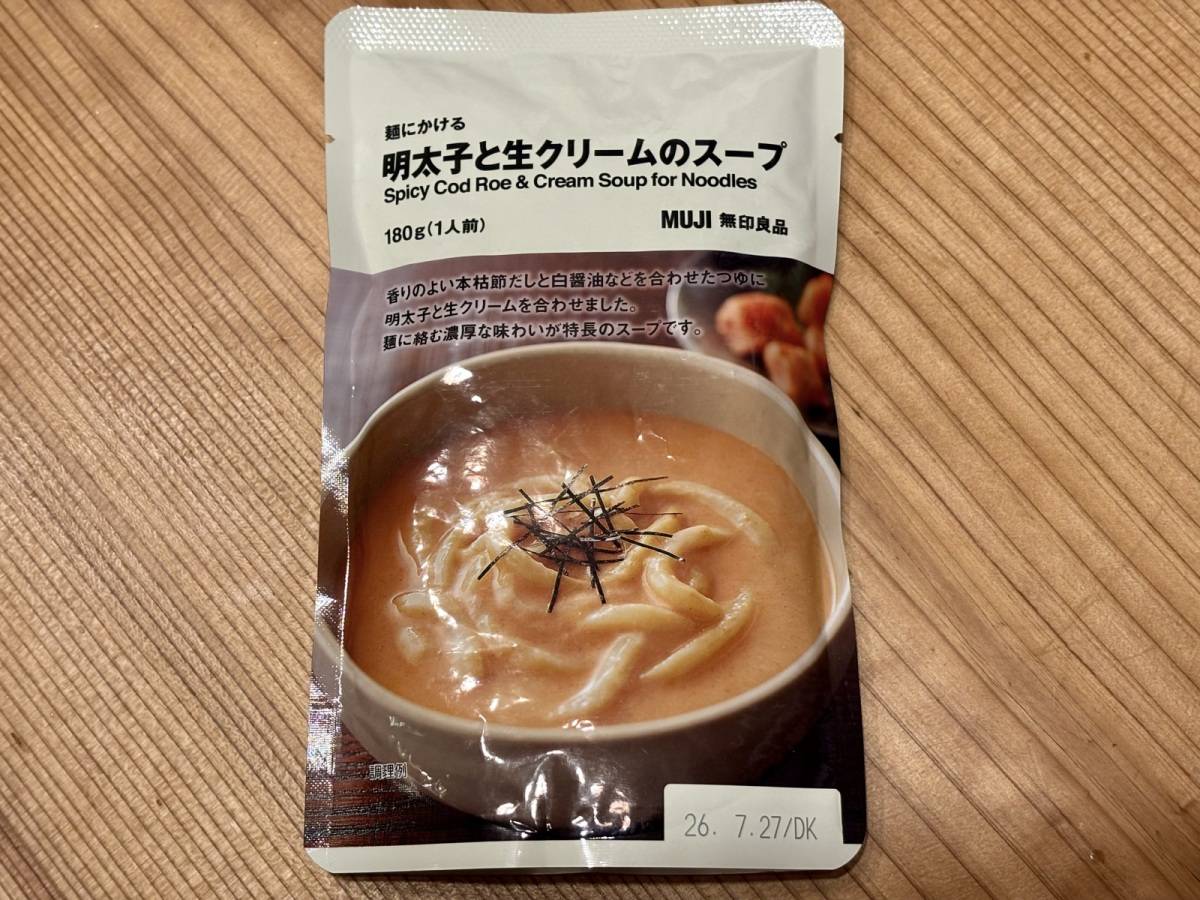 麺にかける
明太子と生クリームのスープ
Spicy Cod Roe & Cream Soup for Noodles
180g(1人前)
MUJI 無印良品
香りのよい本枯節だしと白醤油などを合わせたつゆに
明太子と生クリームを合わせました。
麺に絡む濃厚な味わいが特長のスープです。
調理例
26. 7.27/DK